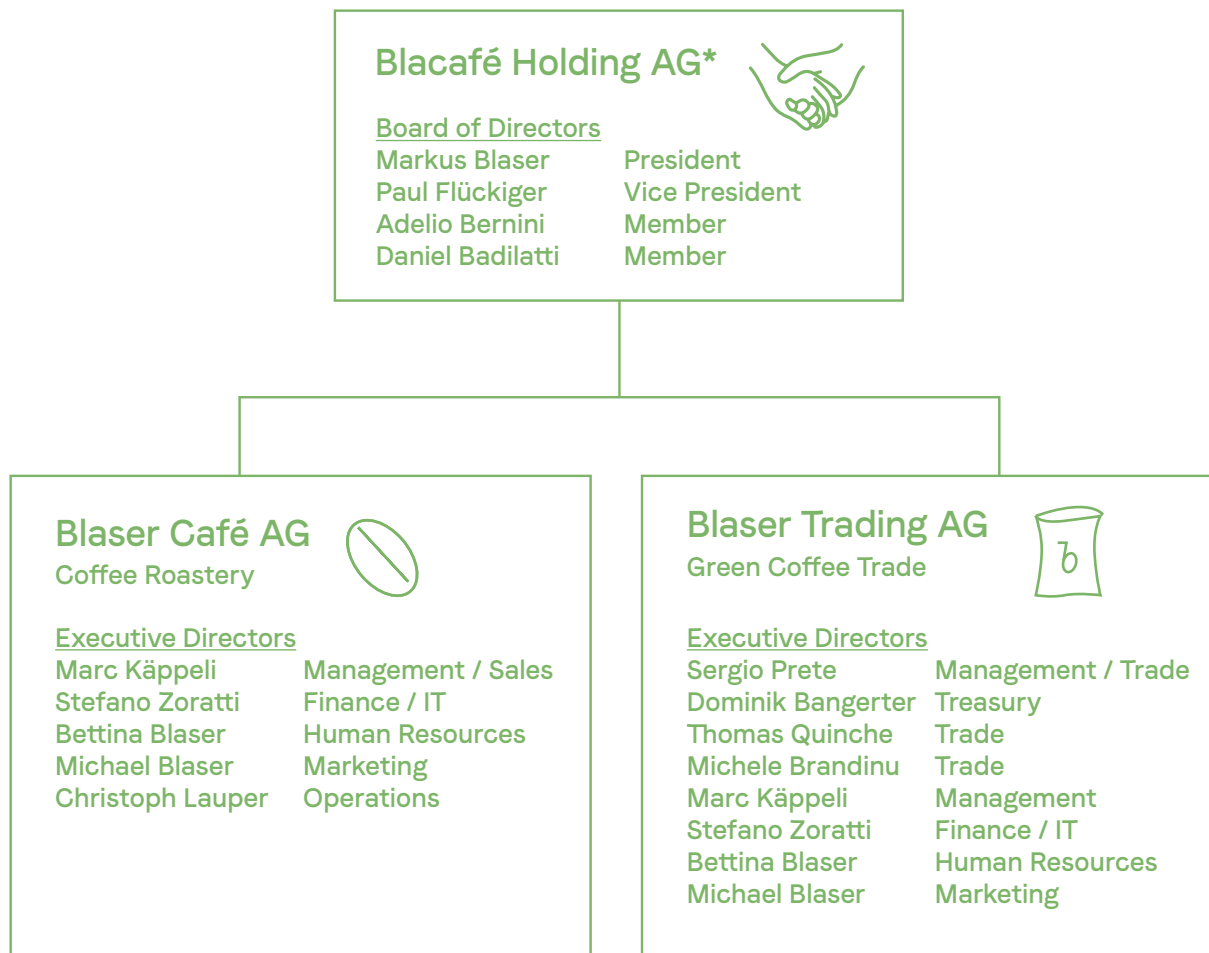 Blacafé Holding AG*
Board of Directors
Markus Blaser President
Paul Flückiger Vice President
Adelio Bernini Member
Daniel Badilatti Member
Blaser Café AG
Coffee Roastery
Executive Directors
Marc Käppeli Management / Sales
Stefano Zoratti Finance / IT
Bettina Blaser Human Resources
Michael Blaser Marketing
Christoph Lauper Operations
Blaser Trading AG
Green Coffee Trade
b
Executive Directors
Sergio Prete Management / Trade
Dominik Bangerter Treasury
Thomas Quinche Trade
Michele Brandinu Trade
Marc Käppeli Management
Stefano Zoratti Finance / IT
Bettina Blaser Human Resources
Michael Blaser Marketing